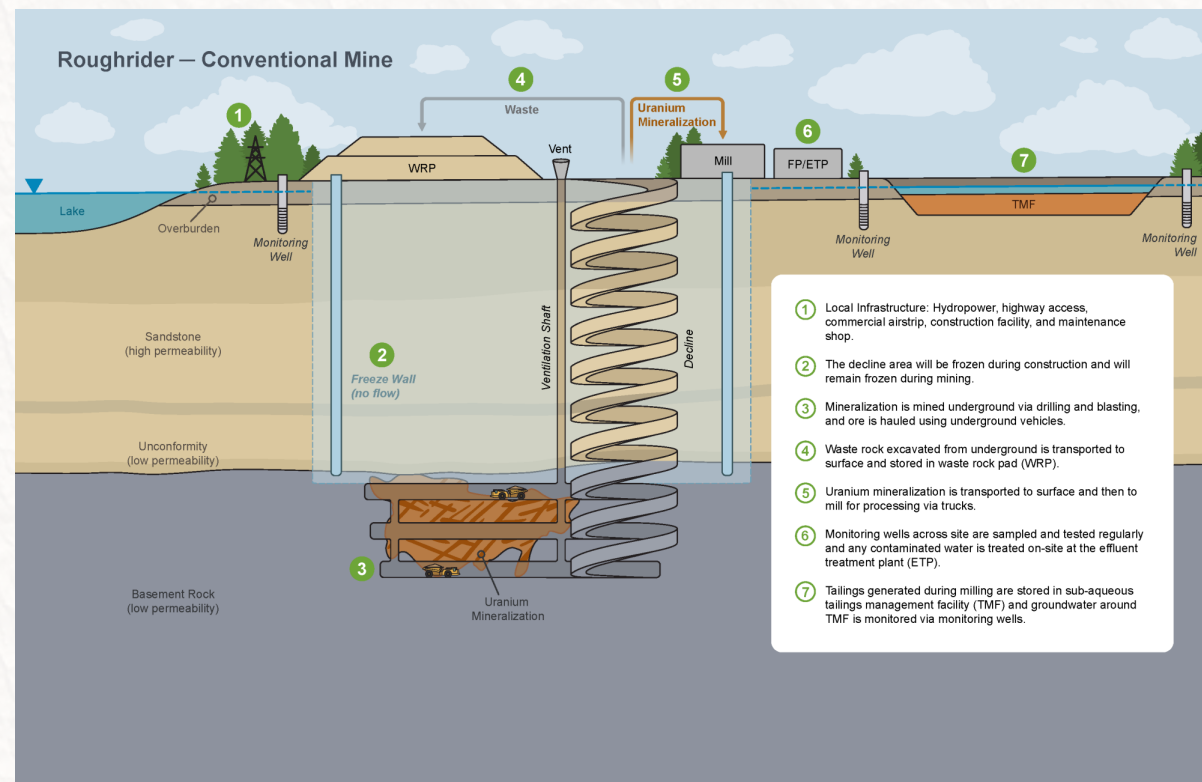 Roughrider — Conventional Mine
4
5
Waste
Uranium
Mineralization
1
6
7
WRP
Vent
Mill
FP/ETP
TMF
Lake
Overburden
Monitoring
Well
Monitoring
Well
Monitoring
Well
Sandstone
(high permeability)
2
Freeze Wall
(no flow)
Ventilation Shaft
Decline
Unconformity
(low permeability)
3
Basement Rock
(low permeability)
Uranium
Mineralization
1 Local Infrastructure: Hydropower, highway access,
commercial airstrip, construction facility, and maintenance
shop.
2 The decline area will be frozen during construction and will
remain frozen during mining.
3 Mineralization is mined underground via drilling and blasting,
and ore is hauled using underground vehicles.
4 Waste rock excavated from underground is transported to
surface and stored in waste rock pad (WRP).
5 Uranium mineralization is transported to surface and then to
mill for processing via trucks.
6 Monitoring wells across site are sampled and tested regularly
and any contaminated water is treated on-site at the effluent
treatment plant (ETP).
7 Tailings generated during milling are stored in sub-aqueous
tailings management facility (TMF) and groundwater around
TMF is monitored via monitoring wells.